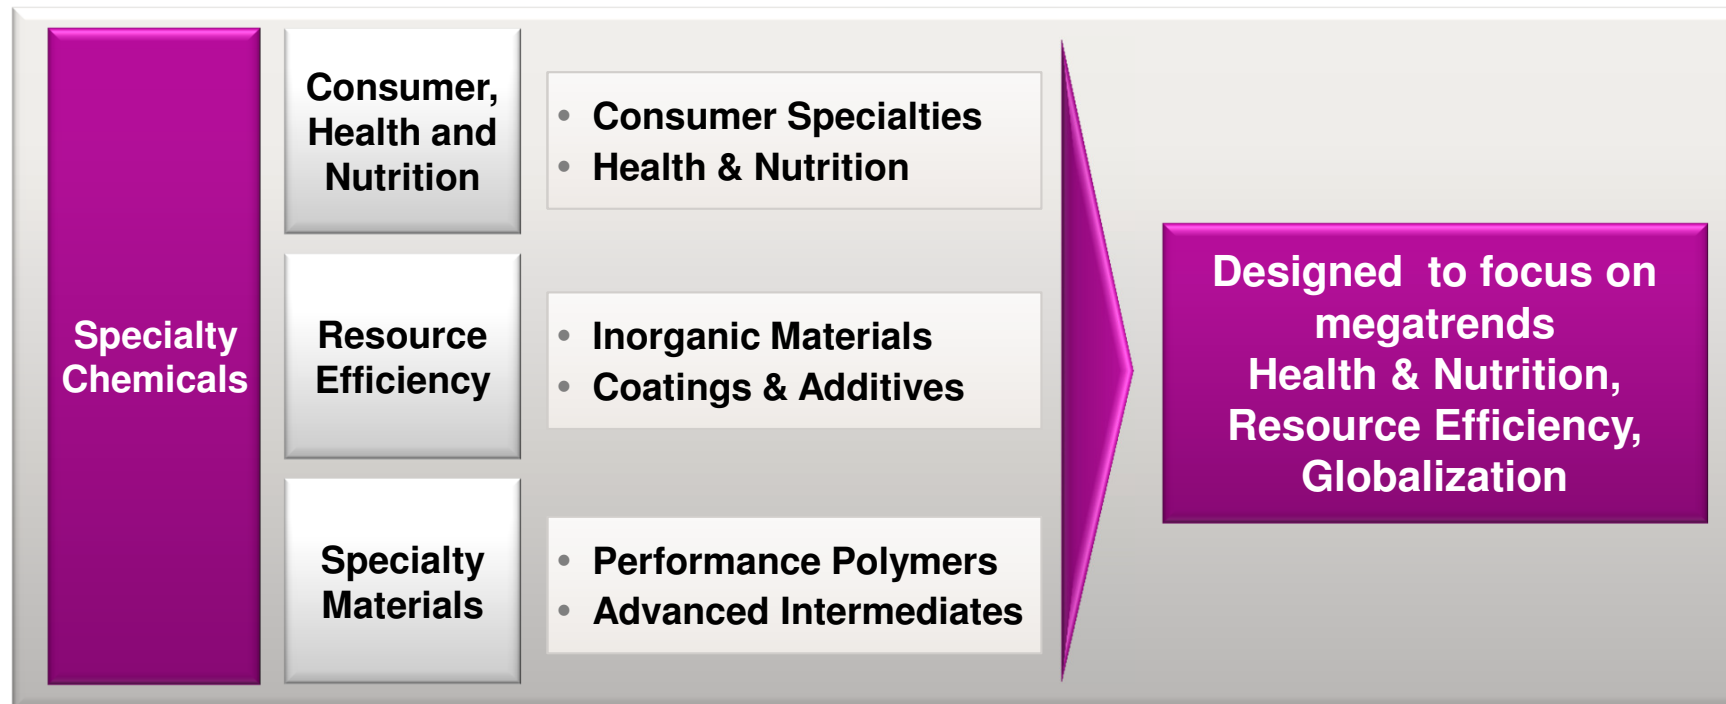 Specialty
Chemicals
Consumer,
Health and
Nutrition
• Consumer Specialties
• Health & Nutrition
Resource
Efficiency
• Inorganic Materials
• Coatings & Additives
Specialty
Materials
• Performance Polymers
• Advanced Intermediates
Designed to focus on
megatrends
Health & Nutrition,
Resource Efficiency,
Globalization